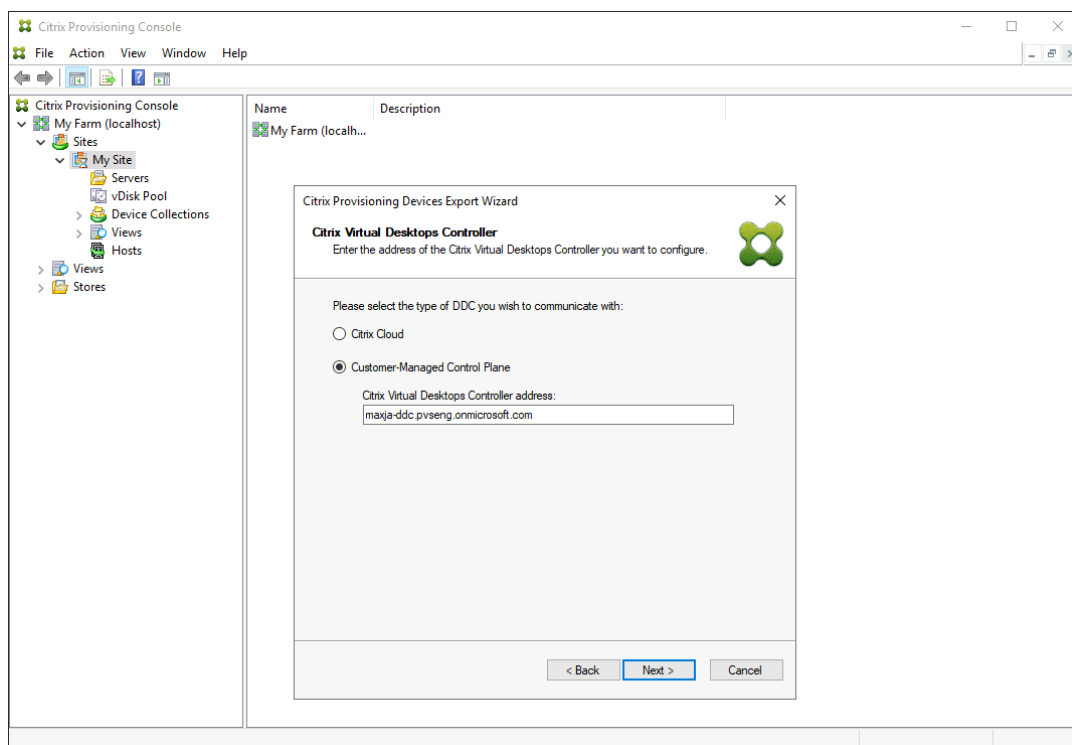 Citrix Provisioning Console
File Action View Window Help
Citrix Provisioning Console
My Farm (localhost)
Sites
My Site
Servers
vDisk Pool
Device Collections
Views
Hosts
Views
Stores
Name Description
My Farm (localh...
Citrix Provisioning Devices Export Wizard
Citrix Virtual Desktops Controller
Enter the address of the Citrix Virtual Desktops Controller you want to configure.
Please select the type of DDC you wish to communicate with:
Citrix Cloud
Customer-Managed Control Plane
Citrix Virtual Desktops Controller address:
maxja-ddc.pvseng.onmicrosoft.com
< Back Next > Cancel